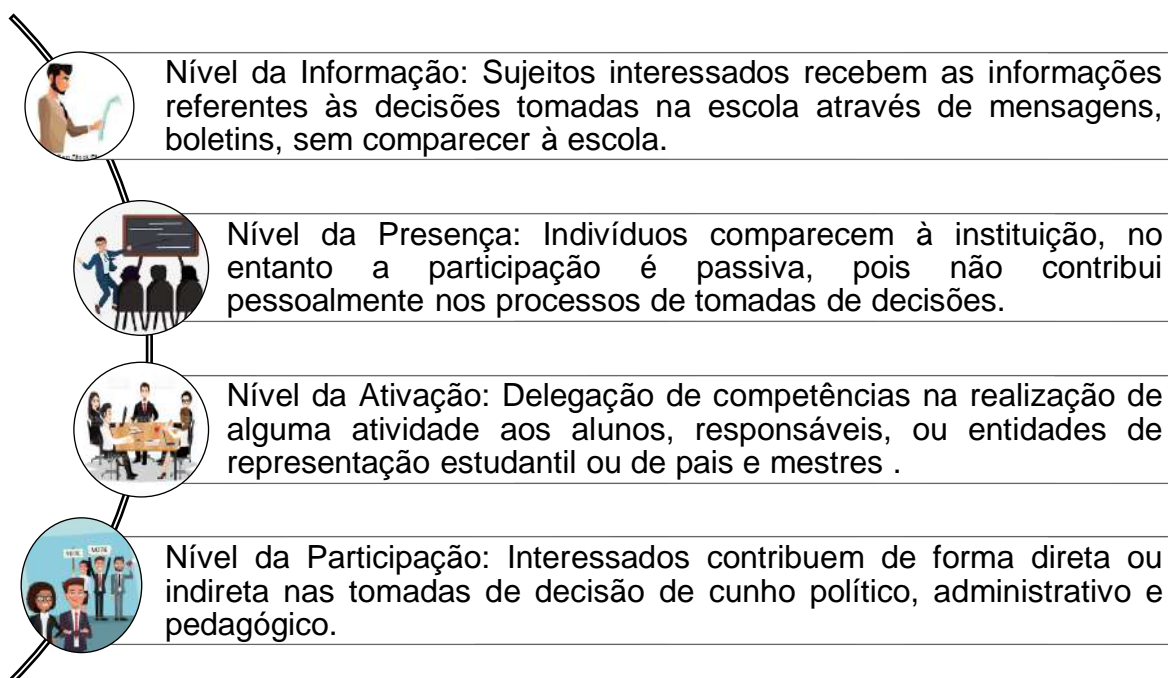 Nível da Informação: Sujeitos interessados recebem as informações
referentes às decisões tomadas na escola através de mensagens,
boletins, sem comparecer à escola.
Nível da Presença: Indivíduos comparecem à instituição, no
entanto a participação é passiva, pois não contribui
pessoalmente nos processos de tomadas de decisões.
Nível da Ativação: Delegação de competências na realização de
alguma atividade aos alunos, responsáveis, ou entidades de
representação estudantil ou de pais e mestres .
Nível da Participação: Interessados contribuem de forma direta ou
indireta nas tomadas de decisão de cunho político, administrativo e
pedagógico.